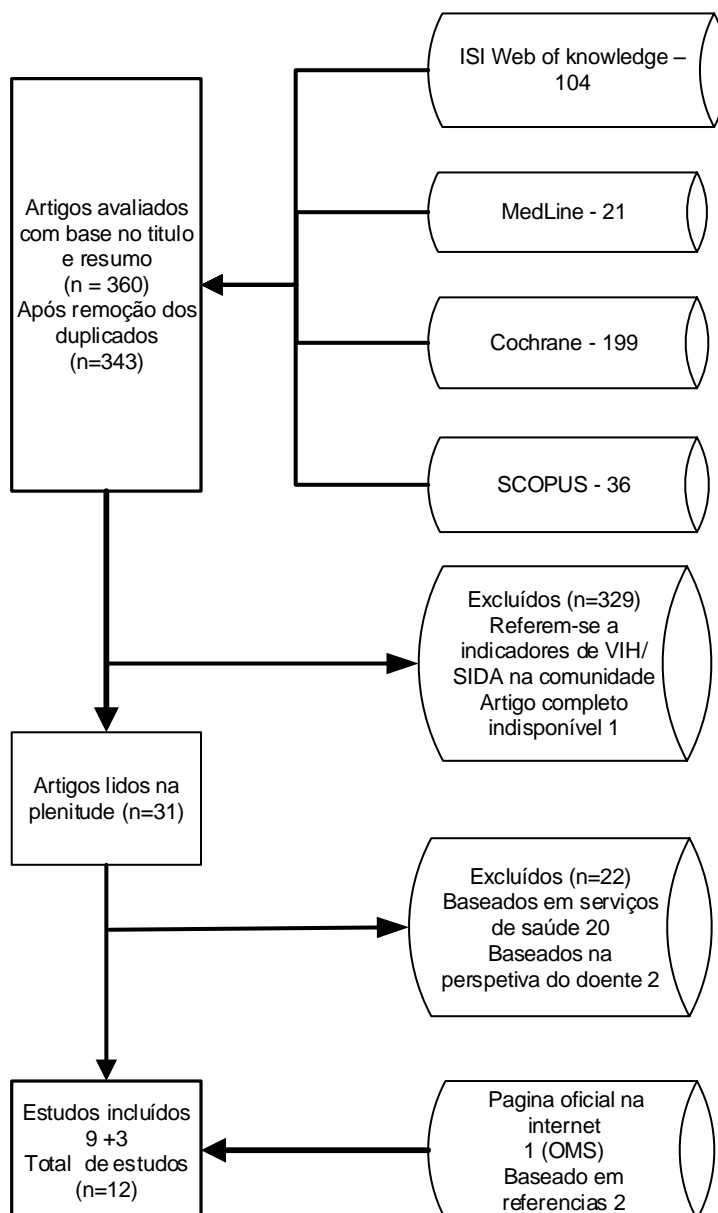 ISI Web of knowledge –
104
MedLine - 21
Cochrane - 199
SCOPUS - 36
Artigos avaliados
com base no titulo
e resumo
(n = 360)
Após remoção dos
duplicados
(n=343)
Excluídos (n=329)
Referem-se a
indicadores de VIH/
SIDA na comunidade
Artigo completo
indisponível 1
Artigos lidos na
plenitude (n=31)
Excluídos (n=22)
Baseados em serviços
de saúde 20
Baseados na
perspetiva do doente 2
Estudos incluídos
9 +3
Total de estudos
(n=12)
Pagina oficial na
internet
1 (OMS)
Baseado em
referencias 2